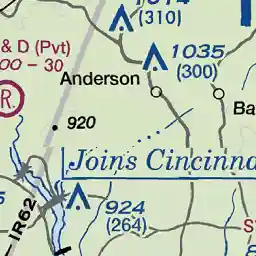 (310)
& D (Pvt)
00 - 30
1035
(300)
Anderson
Ba
R.
920
Joins Cincinna
924
(264)
IR62